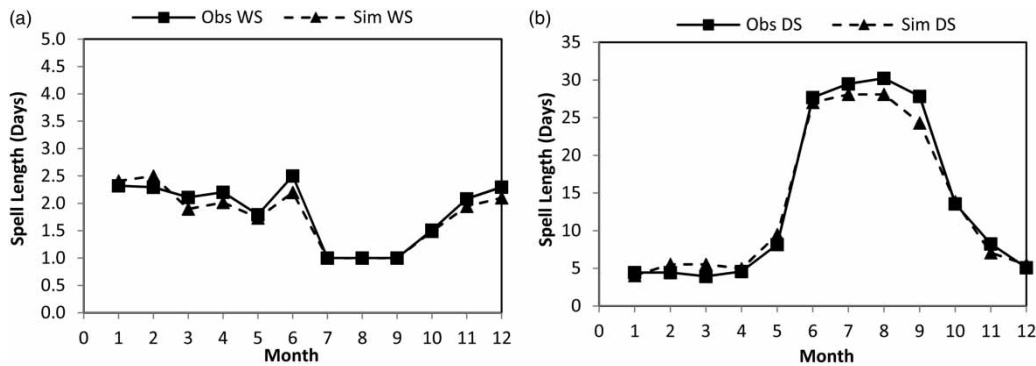 (a)
Obs WS
Sim WS
5.0
4.5
4.0
3.5
3.0
2.5
2.0
1.5
1.0
0.5
0.0
Spell Length (Days)
0 1 2 3 4 5 6 7 8 9 10 11 12
Month
(b)
Obs DS
Sim DS
35
30
25
20
15
10
5
0
Spell Length (Days)
0 1 2 3 4 5 6 7 8 9 10 11 12
Month